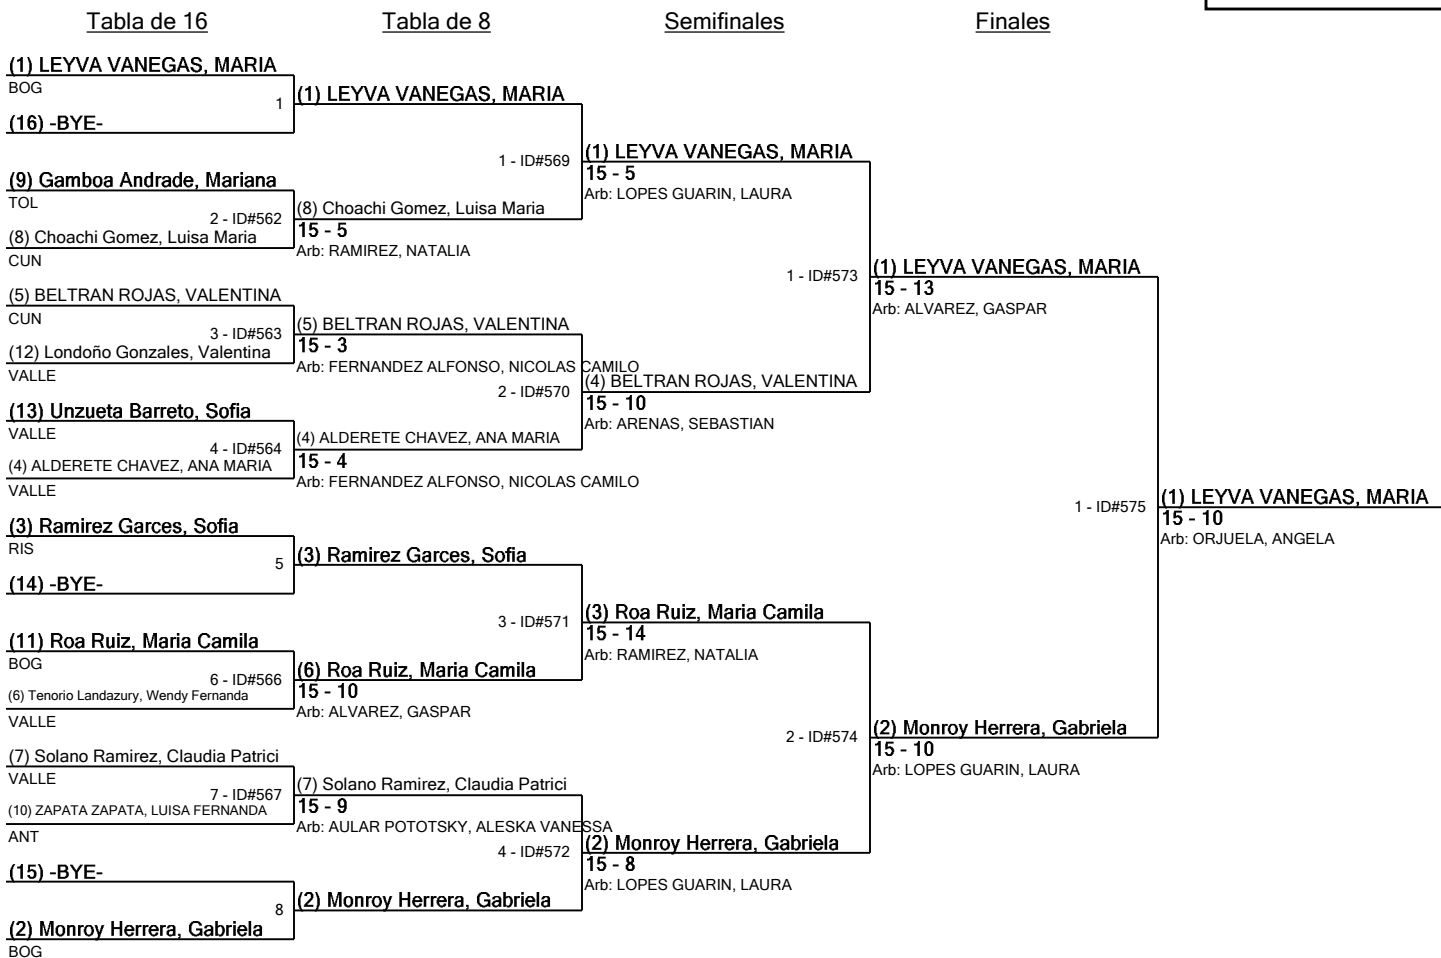 Tabla de 16
Tabla de 8
Semifinales
Finales
(1) LEYVA VANEGAS, MARIA
BOG
1
(16) -BYE-
(9) Gamboa Andrade, Mariana
TOL
2 - ID#562
(8) Choachi Gomez, Luisa Maria
CUN
(5) BELTRAN ROJAS, VALENTINA
CUN
3 - ID#563
(12) Londoño Gonzales, Valentina
VALLE
(13) Unzueta Barreto, Sofia
VALLE
4 - ID#564
(4) ALDERETE CHAVEZ, ANA MARIA
VALLE
(3) Ramirez Garces, Sofia
RIS
5
(14) -BYE-
(11) Roa Ruiz, Maria Camila
BOG
6 - ID#566
(6) Tenorio Landazury, Wendy Fernanda
VALLE
(7) Solano Ramirez, Claudia Patrici
VALLE
7 - ID#567
(10) ZAPATA ZAPATA, LUISA FERNANDA
ANT
(15) -BYE-
8
(2) Monroy Herrera, Gabriela
BOG
(1) LEYVA VANEGAS, MARIA
1 - ID#569
(8) Choachi Gomez, Luisa Maria
15 - 5
Arb: RAMIREZ, NATALIA
(5) BELTRAN ROJAS, VALENTINA
15 - 3
Arb: FERNANDEZ ALFONSO, NICOLAS CAMILO
2 - ID#570
(4) ALDERETE CHAVEZ, ANA MARIA
15 - 4
Arb: FERNANDEZ ALFONSO, NICOLAS CAMILO
(3) Ramirez Garces, Sofia
3 - ID#571
(6) Roa Ruiz, Maria Camila
15 - 10
Arb: ALVAREZ, GASPAR
(7) Solano Ramirez, Claudia Patrici
15 - 9
Arb: AULAR POTOTSKY, ALESKA VANESSA
4 - ID#572
(2) Monroy Herrera, Gabriela
(1) LEYVA VANEGAS, MARIA
15 - 5
Arb: LOPES GUARIN, LAURA
1 - ID#573
(4) BELTRAN ROJAS, VALENTINA
15 - 10
Arb: ARENAS, SEBASTIAN
(3) Roa Ruiz, Maria Camila
15 - 14
Arb: RAMIREZ, NATALIA
2 - ID#574
(2) Monroy Herrera, Gabriela
15 - 8
Arb: LOPES GUARIN, LAURA
(1) LEYVA VANEGAS, MARIA
15 - 13
Arb: ALVAREZ, GASPAR
1 - ID#575
(2) Monroy Herrera, Gabriela
15 - 10
Arb: LOPES GUARIN, LAURA
(1) LEYVA VANEGAS, MARIA
15 - 10
Arb: ORJUELA, ANGELA